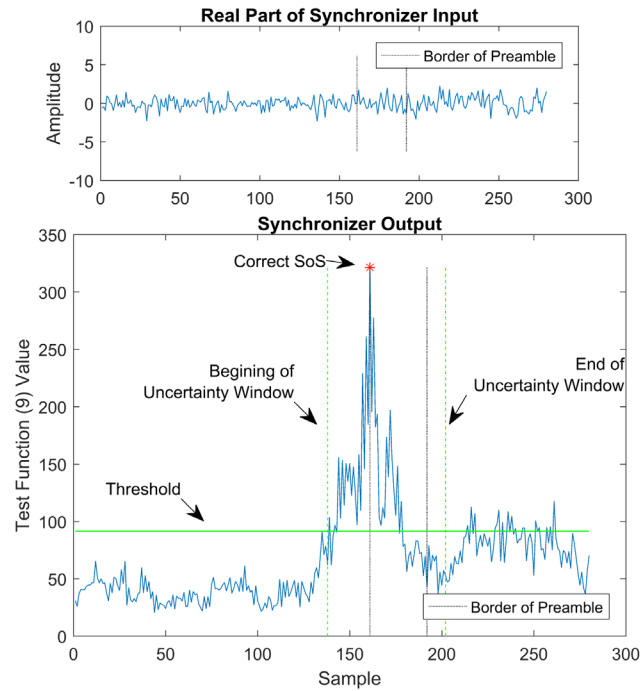 Real Part of Synchronizer Input
10
5
0
-5
-10
Amplitude
Border of Preamble
0 50 100 150 200 250 300
Synchronizer Output
350
300
250
200
150
100
50
0
Test Function (9) Value
Correct SoS
Begining of
Uncertainty Window
End of
Uncertainty Window
Threshold
Border of Preamble
0 50 100 150 200 250 300
Sample